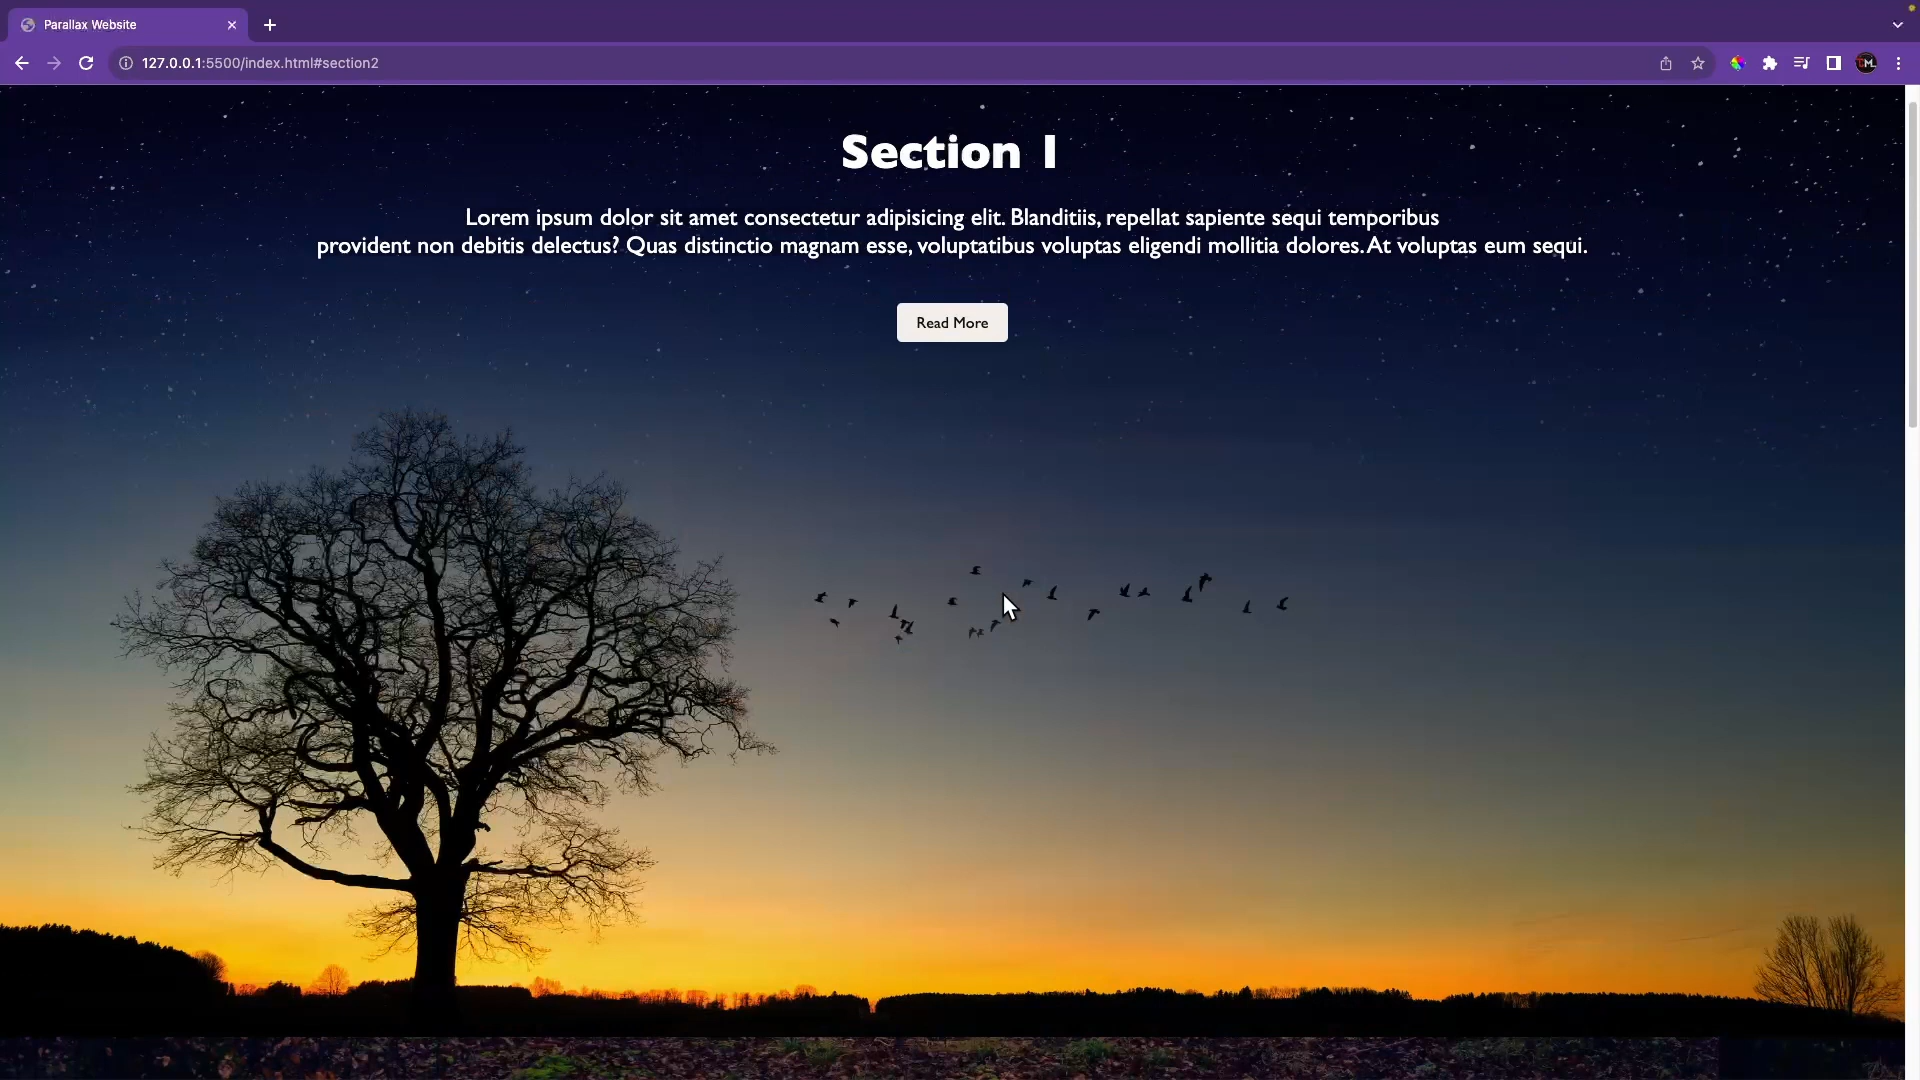 Parallax Website
127.0.0.1:5500/index.html#section2
Section 1
Lorem ipsum dolor sit amet consectetur adipisicing elit. Blanditiis, repellat sapiente sequi temporibus
provident non debitis delectus? Quas distinctio magnam esse, voluptatibus voluptas eligendi mollitia dolores. At voluptas eum sequi.
Read More